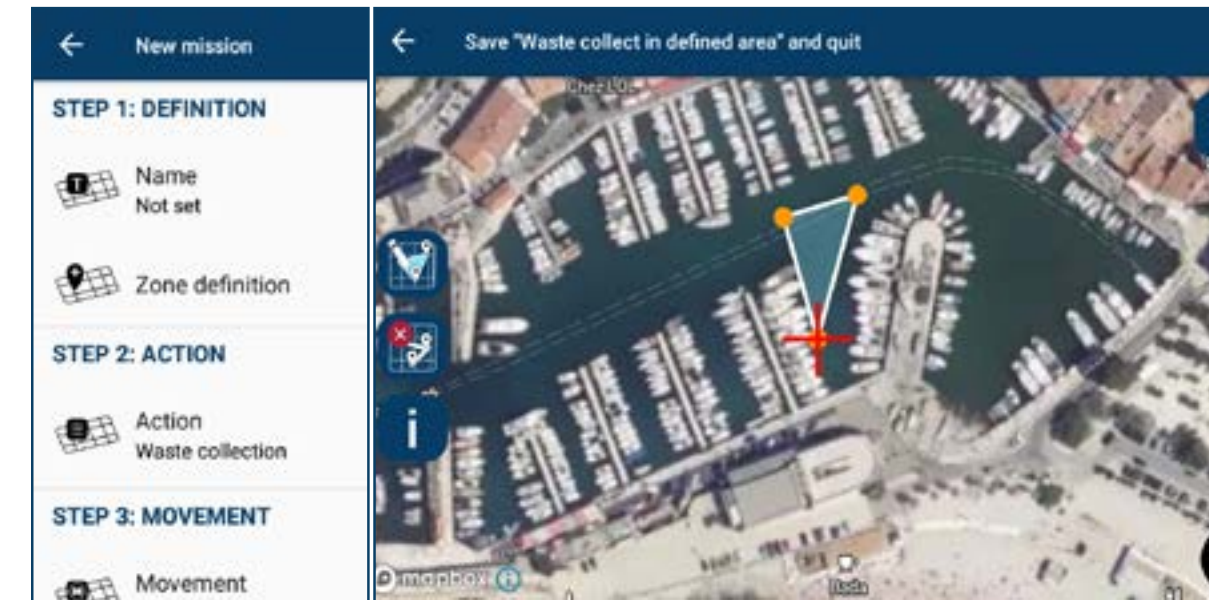 New mission
STEP 1: DEFINITION
T
Name
Not set
Zone definition
STEP 2: ACTION
Action
Waste collection
STEP 3: MOVEMENT
Movement
Save "Waste collect in defined area" and quit
i
mapbox